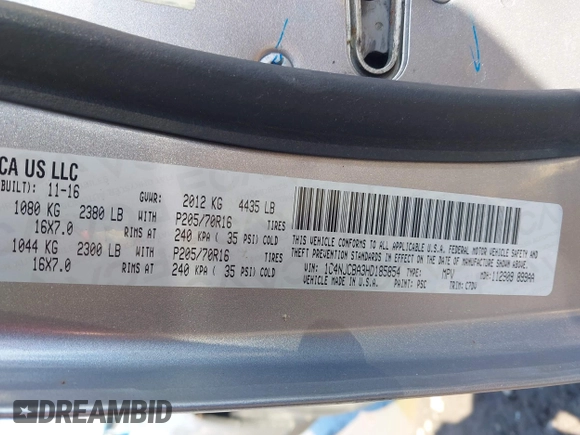 CA US LLC
BUILT): 11-16 GVWR: 2012 KG 4435 LB
1080 KG 2380 LB WITH P205/70R16 TIRES
16X7.0 RIMS AT 240 KPA ( 35 PSI) COLD
1044 KG 2300 LB WITH P205/70R16 TIRES
16X7.0 RIMS AT 240 KPA ( 35 PSI) COLD
THIS VEHICLE CONFORMS TO ALL APPLICABLE U.S.A. FEDERAL MOTOR VEHICLE SAFETY AND
THEFT PREVENTION STANDARDS IN EFFECT ON THE DATE OF MANUFACTURE SHOWN ABOVE.
VIN: 1C4NJCBA3HD185854 TYPE: MPV MDH:
VEHICLE MADE IN U.S.A. PAINT: PSC TRIM:
DREAMBID